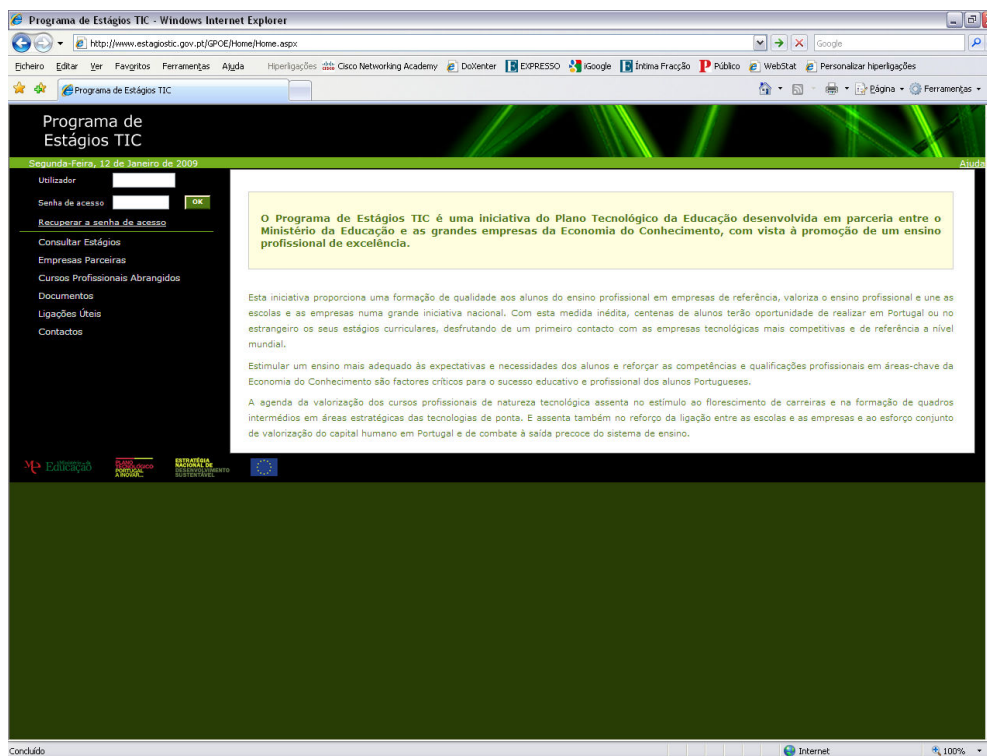 Programa de Estágios TIC - Windows Internet Explorer
http://www.estagiostic.gov.pt/GPOE/Home/Home.aspx
Google
Ficheiro Editar Ver Favoritos Ferramentas Ajuda Hiperligações Cisco Networking Academy DoXenter EXPRESSO iGoogle Íntima Fracção Público WebStat Personalizar hiperligações
Programa de Estágios TIC Página Ferramentas
Programa de
Estágios TIC
Segunda-Feira, 12 de Janeiro de 2009 Ajuda
Utilizador
Senha de acesso OK
Recuperar a senha de acesso
Consultar Estágios
Empresas Parceiras
Cursos Profissionais Abrangidos
Documentos
Ligações Úteis
Contactos
O Programa de Estágios TIC é uma iniciativa do Plano Tecnológico da Educação desenvolvida em parceria entre o
Ministério da Educação e as grandes empresas da Economia do Conhecimento, com vista à promoção de um ensino
profissional de excelência.
Esta iniciativa proporciona uma formação de qualidade aos alunos do ensino profissional em empresas de referência, valoriza o ensino profissional e une as
escolas e as empresas numa grande iniciativa nacional. Com esta medida inédita, centenas de alunos terão oportunidade de realizar em Portugal ou no
estrangeiro os seus estágios curriculares, desfrutando de um primeiro contacto com as empresas tecnológicas mais competitivas e de referência a nível
mundial.
Estimular um ensino mais adequado às expectativas e necessidades dos alunos e reforçar as competências e qualificações profissionais em áreas-chave da
Economia do Conhecimento são factores críticos para o sucesso educativo e profissional dos alunos Portugueses.
A agenda da valorização dos cursos profissionais de natureza tecnológica assenta no estímulo ao florescimento de carreiras e na formação de quadros
intermédios em áreas estratégicas das tecnologias de ponta. E assenta também no reforço da ligação entre as escolas e as empresas e ao esforço conjunto
de valorização do capital humano em Portugal e de combate à saída precoce do sistema de ensino.
Educação
PLANO
TECNOLÓGICO
PORTUGAL
A INOVAR
ESTRATÉGIA
NACIONAL DE
DESENVOLVIMENTO
SUSTENTÁVEL
Concluído Internet 100%